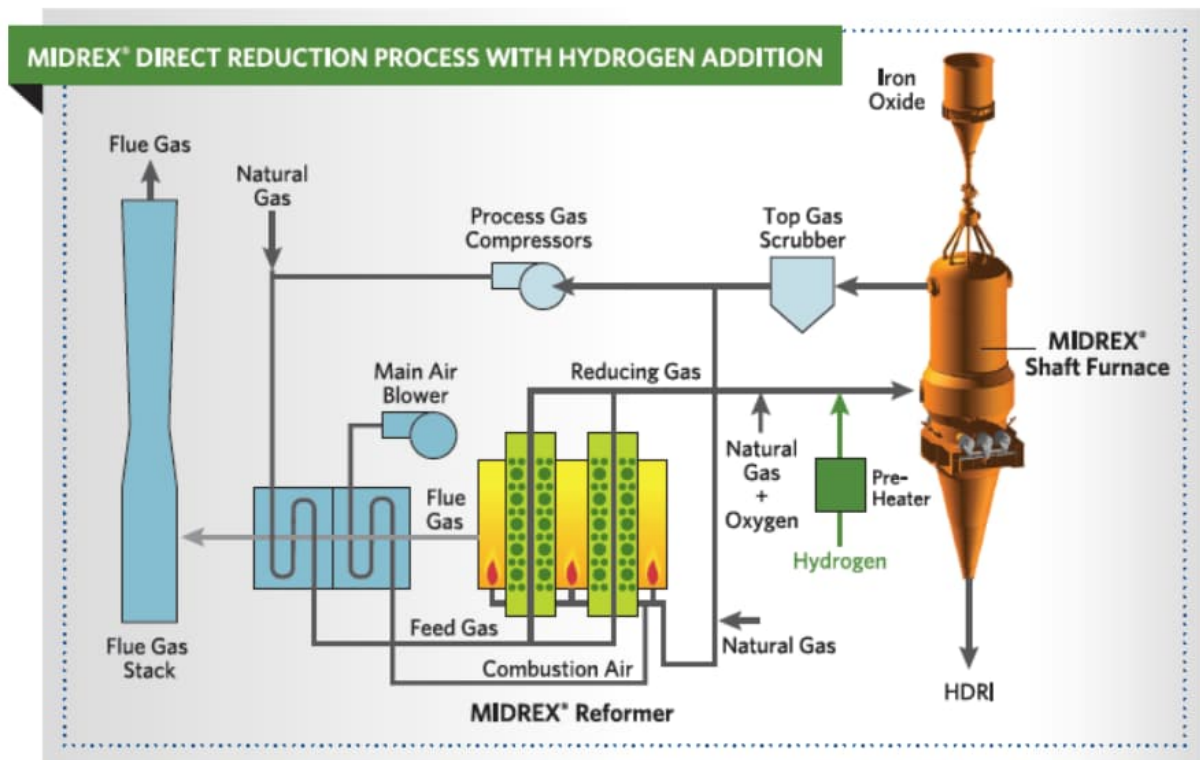 MIDREX® DIRECT REDUCTION PROCESS WITH HYDROGEN ADDITION
Iron
Oxide
Flue Gas
Natural
Gas
Process Gas
Compressors
Top Gas
Scrubber
MIDREX®
Shaft Furnace
Main Air
Blower
Reducing Gas
Natural
Gas
+
Oxygen
Pre-
Heater
Flue
Gas
Hydrogen
Feed Gas
Natural Gas
Flue Gas
Stack
Combustion Air
HDRI
MIDREX® Reformer